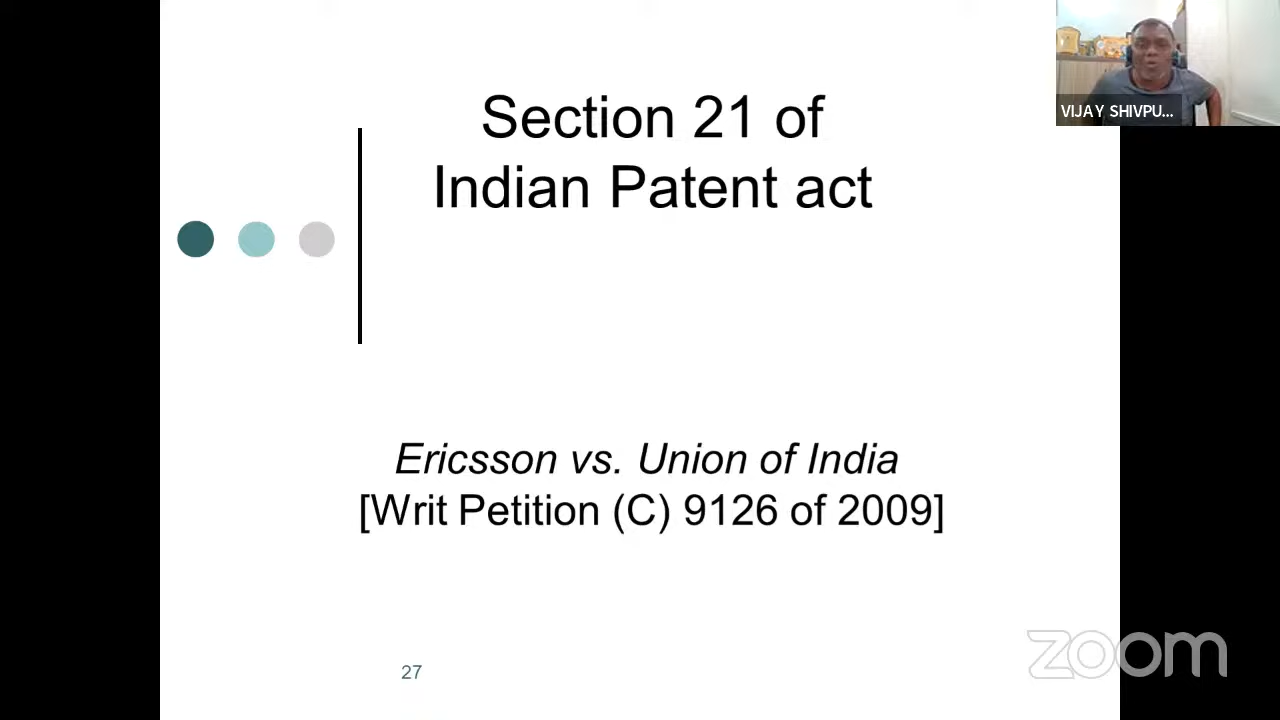 VIJAY SHIVPU...
Section 21 of
Indian Patent act
Ericsson vs. Union of India
[Writ Petition (C) 9126 of 2009]
zoom
27